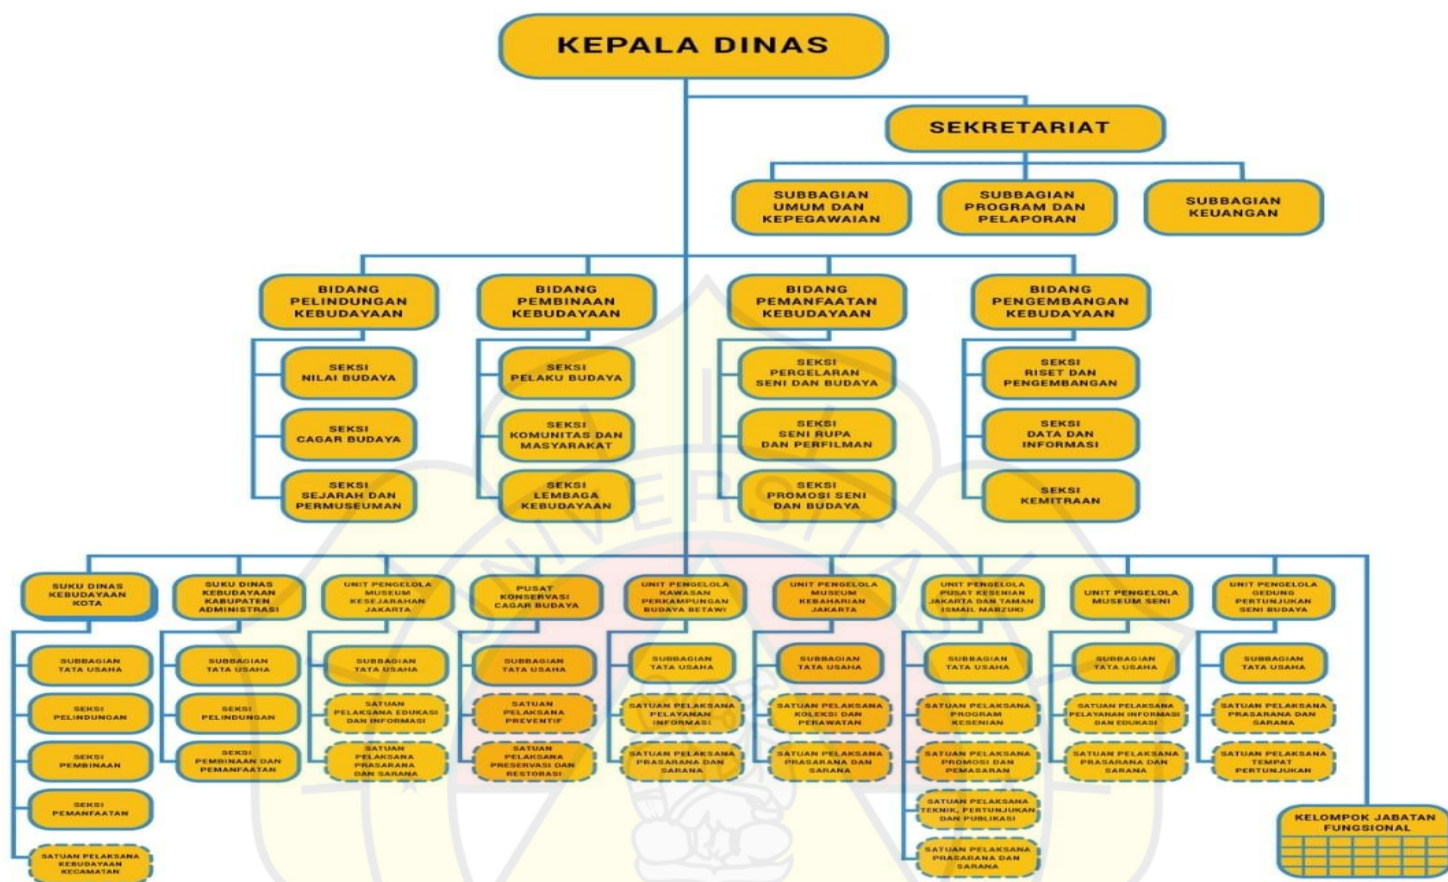 KEPALA DINAS
SEKRETARIAT
SUBBAGIAN
UMUM DAN
KEPEGAWAIAN
SUBBAGIAN
PROGRAM DAN
PELAPORAN
SUBBAGIAN
KEUANGAN
BIDANG
PELINDUNGAN
KEBUDAYAAN
SEKSI
NILAI BUDAYA
SEKSI
CAGAR BUDAYA
SEKSI
SEJARAH DAN
PERMUSEUMAN
BIDANG
PEMBINAAN
KEBUDAYAAN
SEKSI
PELAKU BUDAYA
SEKSI
KOMUNITAS DAN
MASYARAKAT
SEKSI
LEMBAGA
KEBUDAYAAN
BIDANG
PEMANFAATAN
KEBUDAYAAN
SEKSI
PERGELARAN
SENI DAN BUDAYA
SEKSI
SENI RUPA
DAN PERFILMAN
SEKSI
PROMOSI SENI
DAN BUDAYA
BIDANG
PENGEMBANGAN
KEBUDAYAAN
SEKSI
RISET DAN
PENGEMBANGAN
SEKSI
DATA DAN
INFORMASI
SEKSI
KEMITRAAN
UNIVERSITAS
SUKU DINAS
KEBUDAYAAN
KOTA
SUBBAGIAN
TATA USAHA
SEKSI
PELINDUNGAN
SEKSI
PEMBINAAN
SEKSI
PEMANFAATAN
SATUAN PELAKSANA
KEBUDAYAAN
KECAMATAN
SUKU DINAS
KEBUDAYAAN
KABUPATEN
ADMINISTRASI
SUBBAGIAN
TATA USAHA
SEKSI
PELINDUNGAN
SEKSI
PEMBINAAN DAN
PEMANFAATAN
UNIT PENGELOLA
MUSEUM
KESEJARAHAN
JAKARTA
SUBBAGIAN
TATA USAHA
SATUAN
PELAKSANA EDUKASI
DAN INFORMASI
SATUAN
PELAKSANA
PRASARANA
DAN SARANA
PUSAT
KONSERVASI
CAGAR BUDAYA
SUBBAGIAN
TATA USAHA
SATUAN
PELAKSANA
PREVENTIF
SATUAN
PELAKSANA
PRESERVASI DAN
RESTORASI
UNIT PENGELOLA
KAWASAN
PERKAMPUNGAN
BUDAYA BETAWI
SUBBAGIAN
TATA USAHA
SATUAN PELAKSANA
PELAYANAN
INFORMASI
SATUAN PELAKSANA
PRASARANA DAN
SARANA
UNIT PENGELOLA
MUSEUM
KEBAHARIAN
JAKARTA
SUBBAGIAN
TATA USAHA
SATUAN PELAKSANA
KOLEKSI DAN
PERAWATAN
SATUAN PELAKSANA
PRASARANA DAN
SARANA
UNIT PENGELOLA
PUSAT KESENIAN
JAKARTA DAN TAMAN
ISMAIL MARZUKI
SUBBAGIAN
TATA USAHA
SATUAN PELAKSANA
PROGRAM
KESENIAN
SATUAN PELAKSANA
PROMOSI DAN
PEMASARAN
SATUAN PELAKSANA
TEKNIK, PERTUNJUKAN
DAN PUBLIKASI
SATUAN PELAKSANA
PRASARANA DAN
SARANA
UNIT PENGELOLA
MUSEUM SENI
SUBBAGIAN
TATA USAHA
SATUAN PELAKSANA
PELAYANAN INFORMASI
DAN EDUKASI
SATUAN PELAKSANA
PRASARANA DAN
SARANA
UNIT PENGELOLA
GEDUNG
PERTUNJUKAN
SENI BUDAYA
SUBBAGIAN
TATA USAHA
SATUAN PELAKSANA
PRASARANA DAN
SARANA
SATUAN PELAKSANA
TEMPAT
PERTUNJUKAN
KELOMPOK JABATAN
FUNGSIONAL